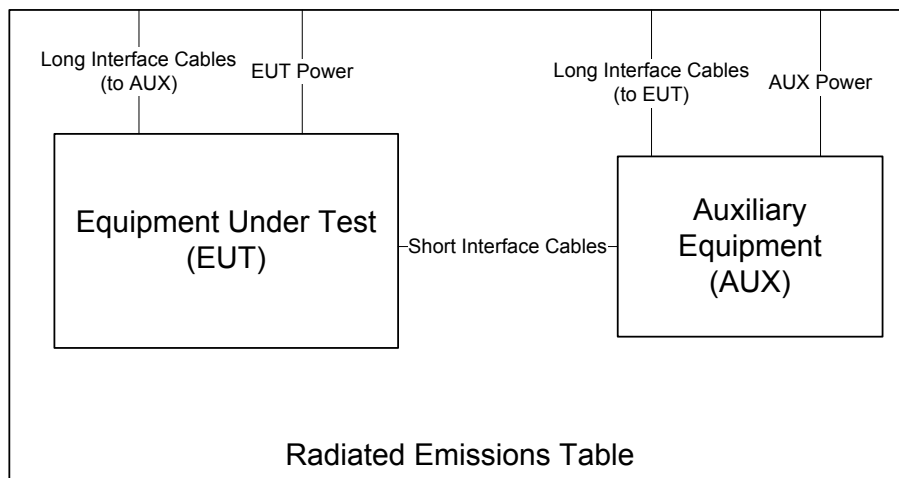 Long Interface Cables
(to AUX)
EUT Power
Long Interface Cables
(to EUT)
AUX Power
Equipment Under Test
(EUT)
Short Interface Cables
Auxiliary
Equipment
(AUX)
Radiated Emissions Table